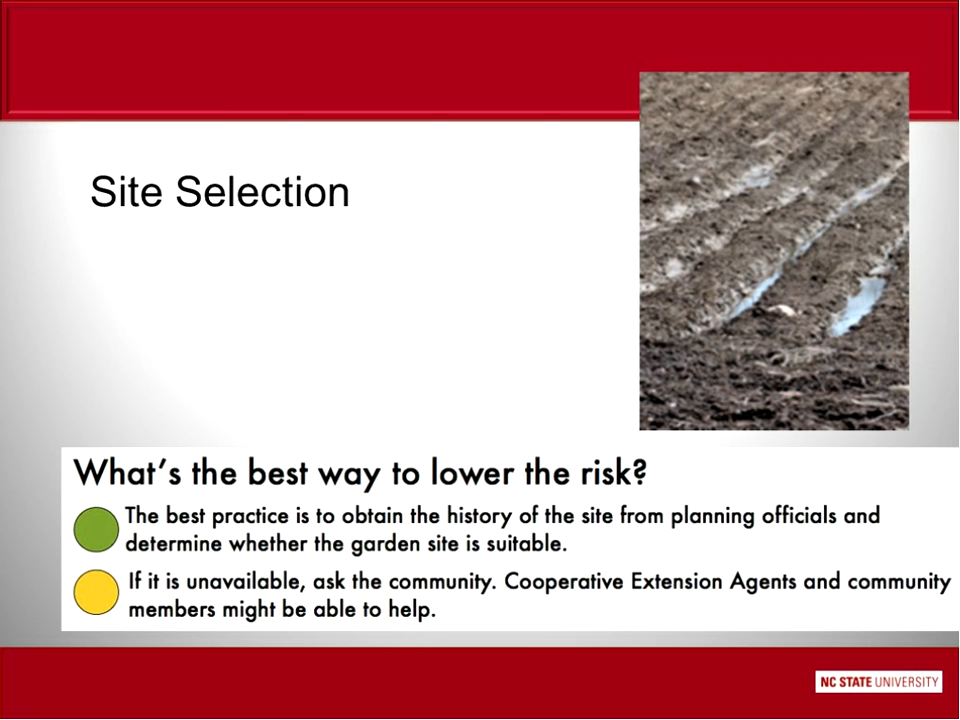 Site Selection
What's the best way to lower the risk?
The best practice is to obtain the history of the site from planning officials and
determine whether the garden site is suitable.
If it is unavailable, ask the community. Cooperative Extension Agents and community
members might be able to help.
NC STATE UNIVERSITY